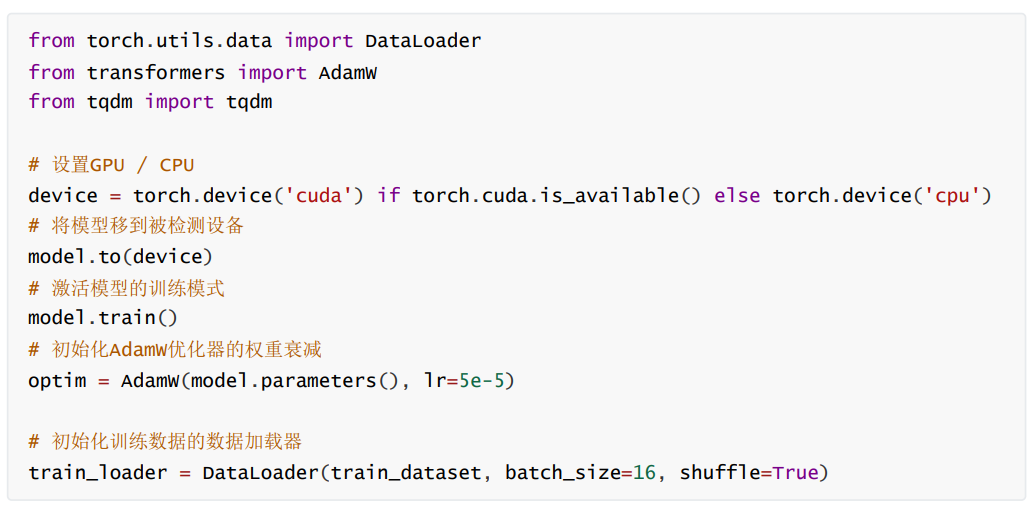 from torch.utils.data import DataLoader
from transformers import AdamW
from tqdm import tqdm
# 设置GPU / CPU
device = torch.device('cuda') if torch.cuda.is_available() else torch.device('cpu')
# 将模型移到被检测设备
model.to(device)
# 激活模型的训练模式
model.train()
# 初始化AdamW优化器的权重衰减
optim = AdamW(model.parameters(), lr=5e-5)
# 初始化训练数据的数据加载器
train_loader = DataLoader(train_dataset, batch_size=16, shuffle=True)